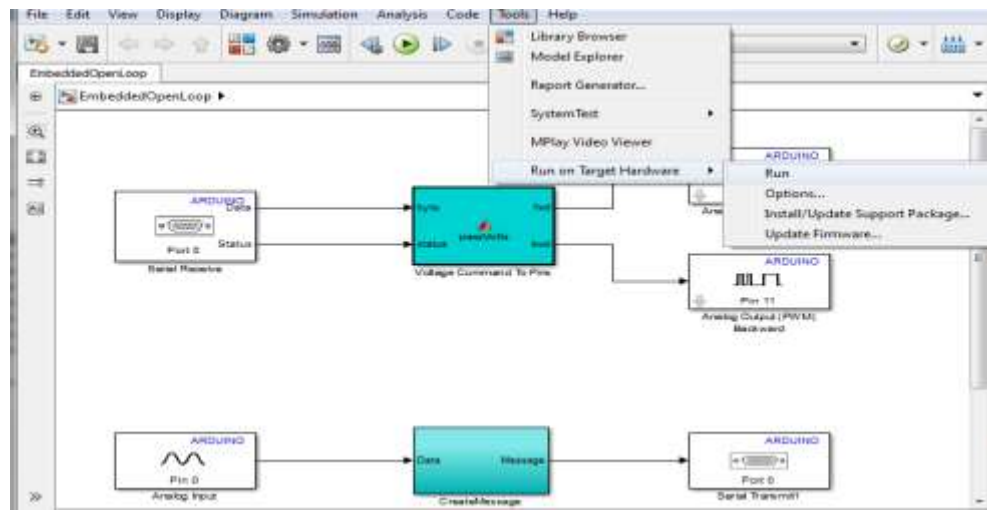 File Edit View Display Diagram Simulation Analysis Code Tools Help
Library Browser
Model Explorer
Report Generator...
SystemTest
MPlay Video Viewer
Run on Target Hardware
Run
Options...
Install/Update Support Package...
Update Firmware...
EmbeddedOpenLoop
EmbeddedOpenLoop
ARDUINO
Data
Status
Port 0
Serial Receive
byte
status
Voltage Command To Pins
ARDUINO
ARDUINO
Pin 11
Analog Output (PWM)
Backward
ARDUINO
Pin 0
Analog Input
Data
Message
CreateMessage
ARDUINO
Port 0
Serial Transmit1